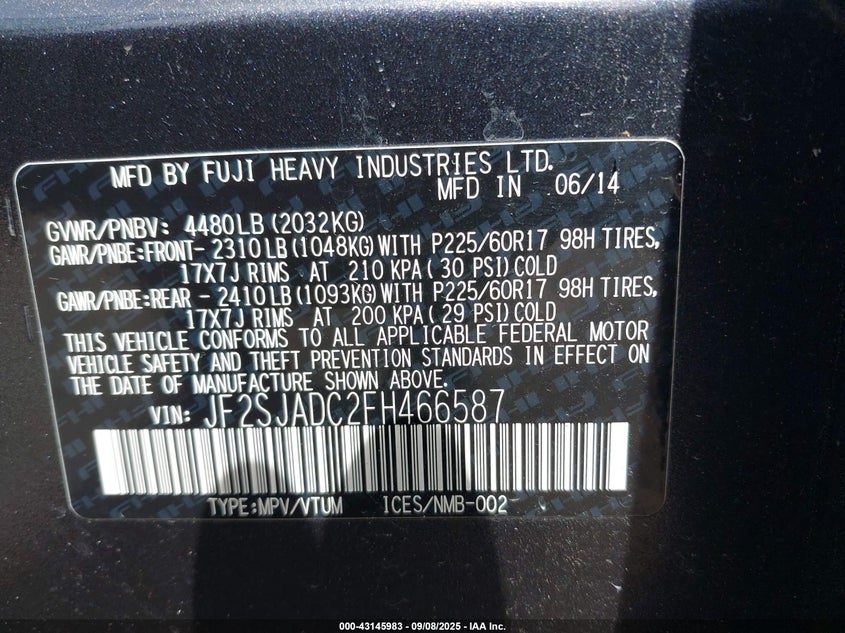 MFD BY FUJI HEAVY INDUSTRIES LTD.
MFD IN 06/14
GVWR/PNBV: 4480LB(2032KG)
GAWR/PNBE:FRONT- 2310LB(1048KG)WITH P225/60R17 98H TIRES,
17X7J RIMS AT 210 KPA(30 PSI)COLD
GAWR/PNBE:REAR - 2410LB(1093KG)WITH P225/60R17 98H TIRES,
17X7J RIMS AT 200 KPA(29 PSI)COLD
THIS VEHICLE CONFORMS TO ALL APPLICABLE FEDERAL MOTOR
VEHICLE SAFETY AND THEFT PREVENTION STANDARDS IN EFFECT ON
THE DATE OF MANUFACTURE SHOWN ABOVE.
VIN: JF2SJADC2FH466587
TYPE:MPV/VTUM ICES/NMB-002
000-43145983 - 09/08/2025 - IAA Inc.